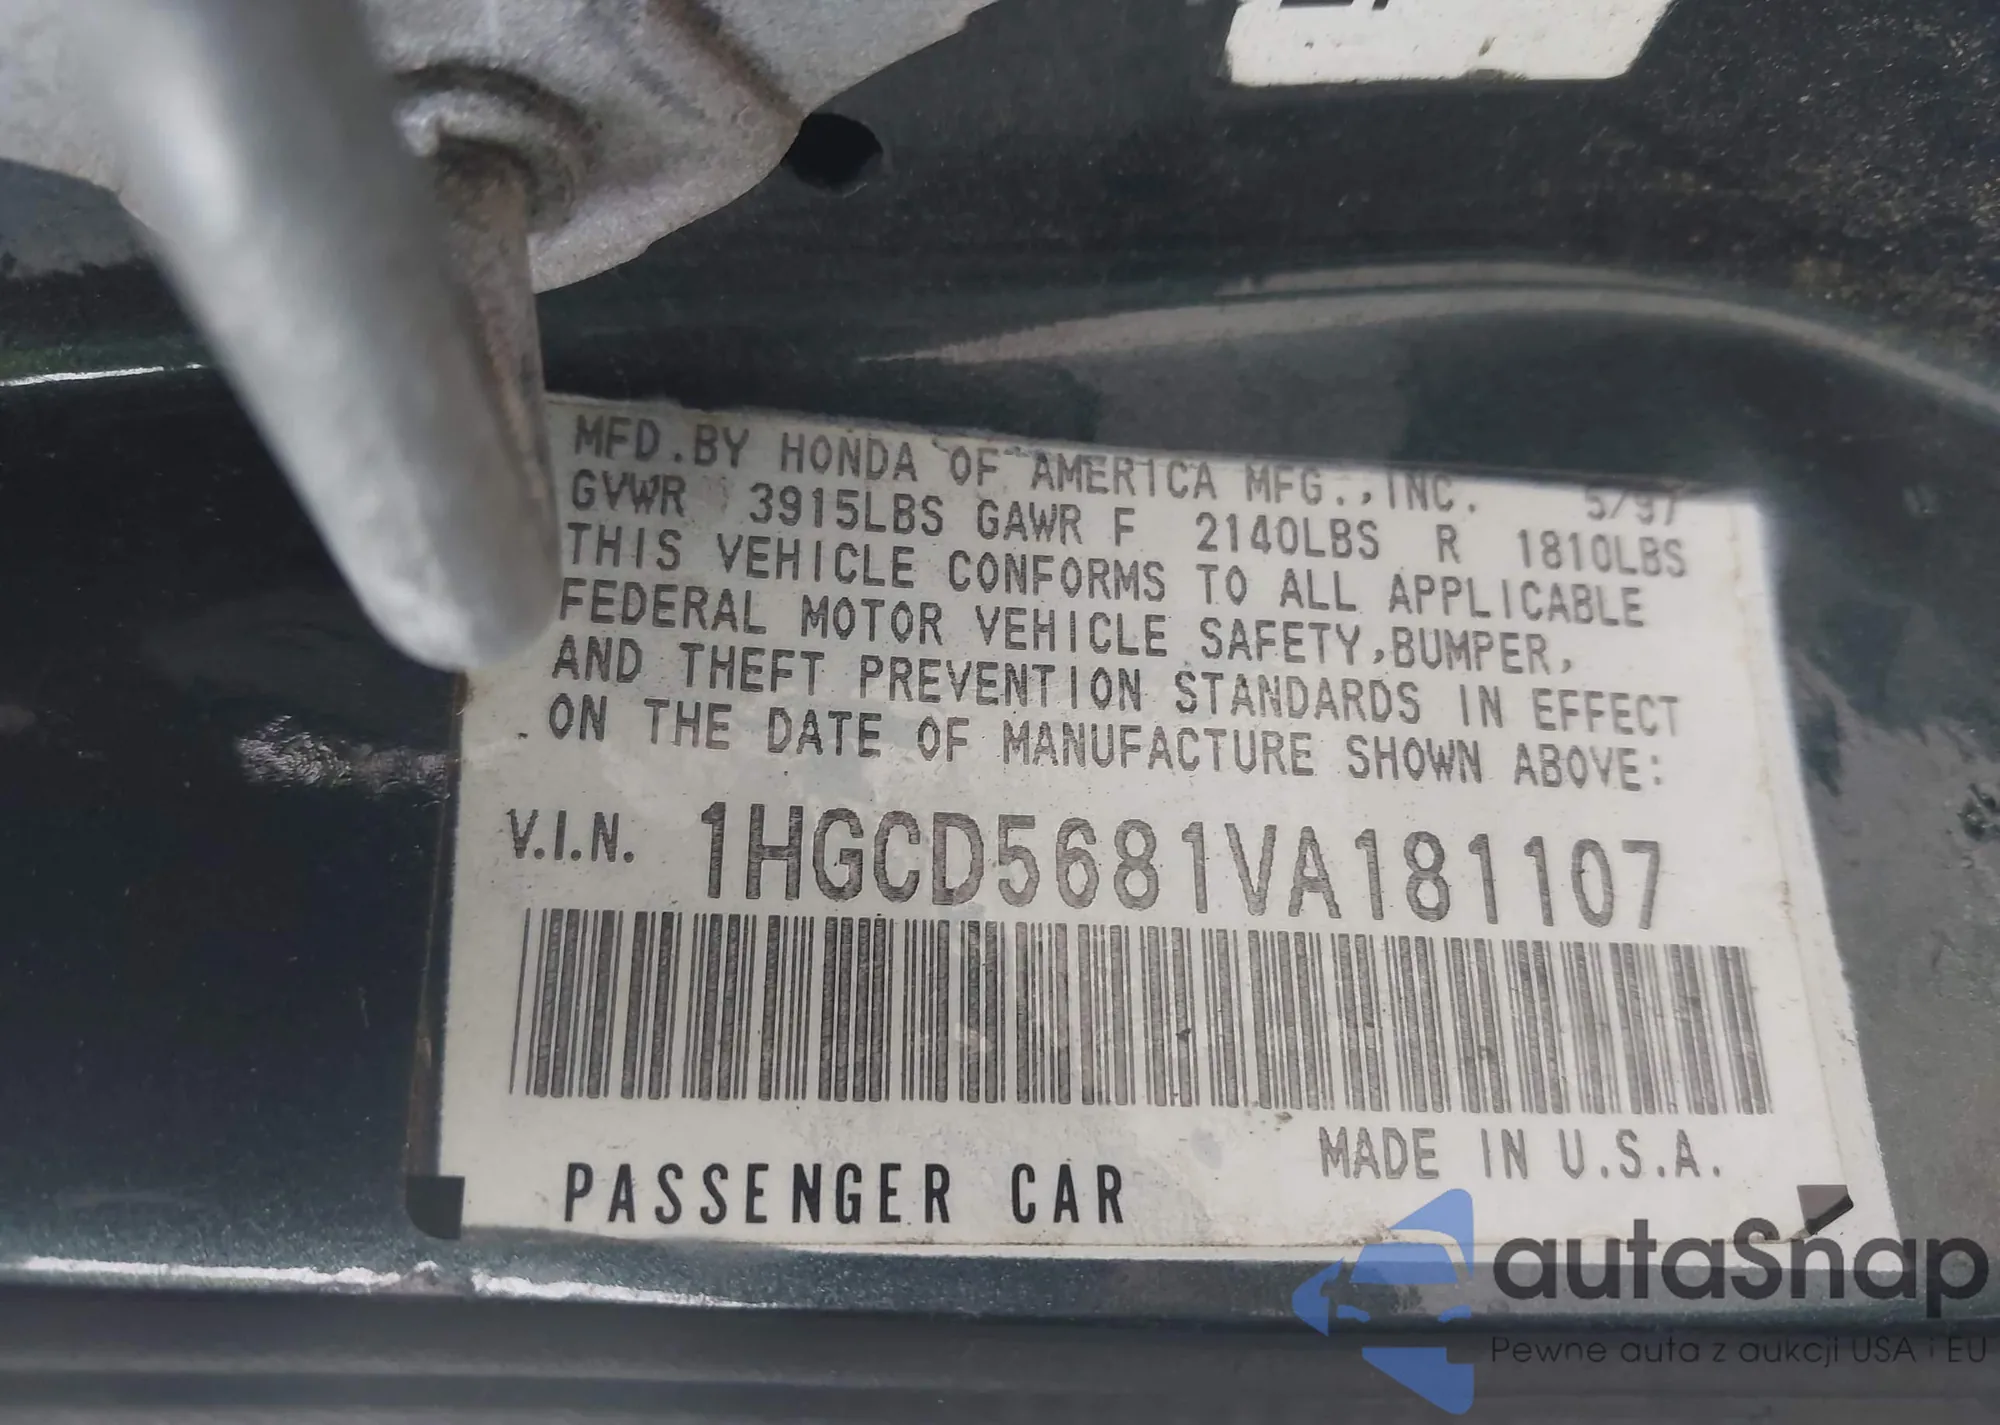 MFD.BY HONDA OF AMERICA MFG.,INC. 5/97
GVWR 3915LBS GAWR F 2140LBS R 1810LBS
THIS VEHICLE CONFORMS TO ALL APPLICABLE
FEDERAL MOTOR VEHICLE SAFETY,BUMPER,
AND THEFT PREVENTION STANDARDS IN EFFECT
ON THE DATE OF MANUFACTURE SHOWN ABOVE:
V.I.N. 1HGCD5681VA181107
MADE IN U.S.A.
PASSENGER CAR
autaSnap
Pewne auta z aukcji USA i EU